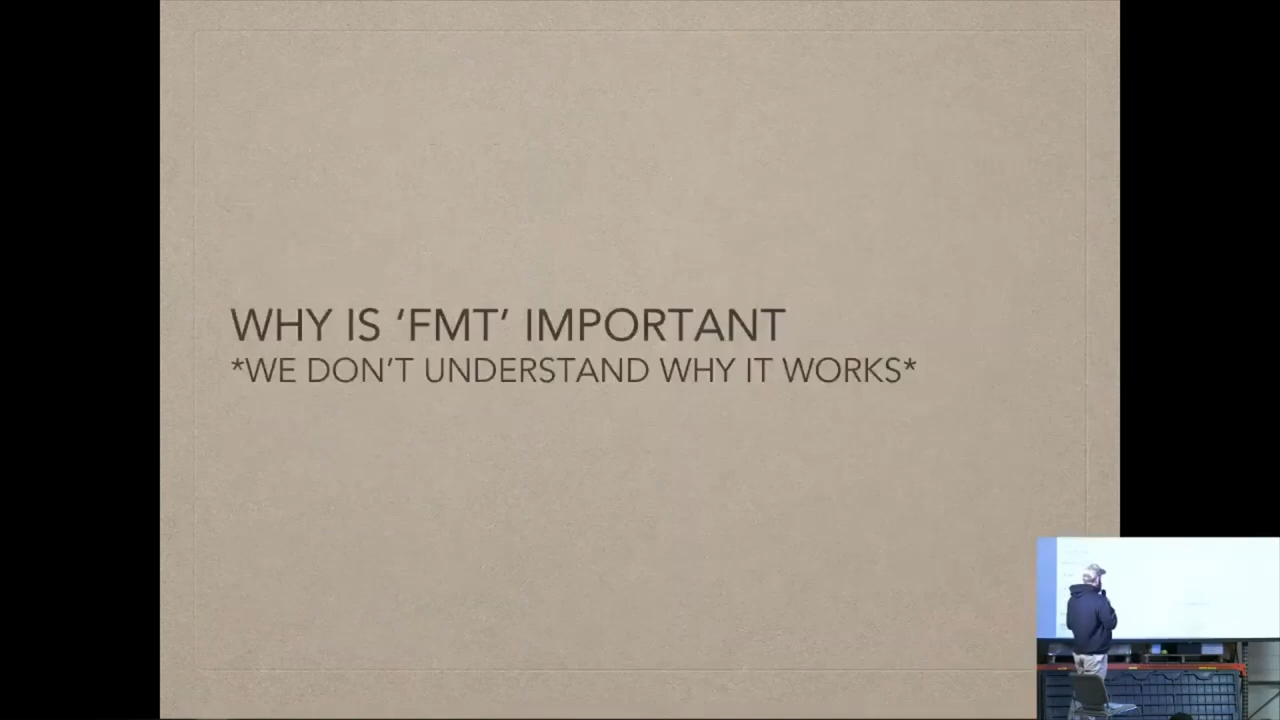 WHY IS ‘FMT’ IMPORTANT
*WE DON’T UNDERSTAND WHY IT WORKS*